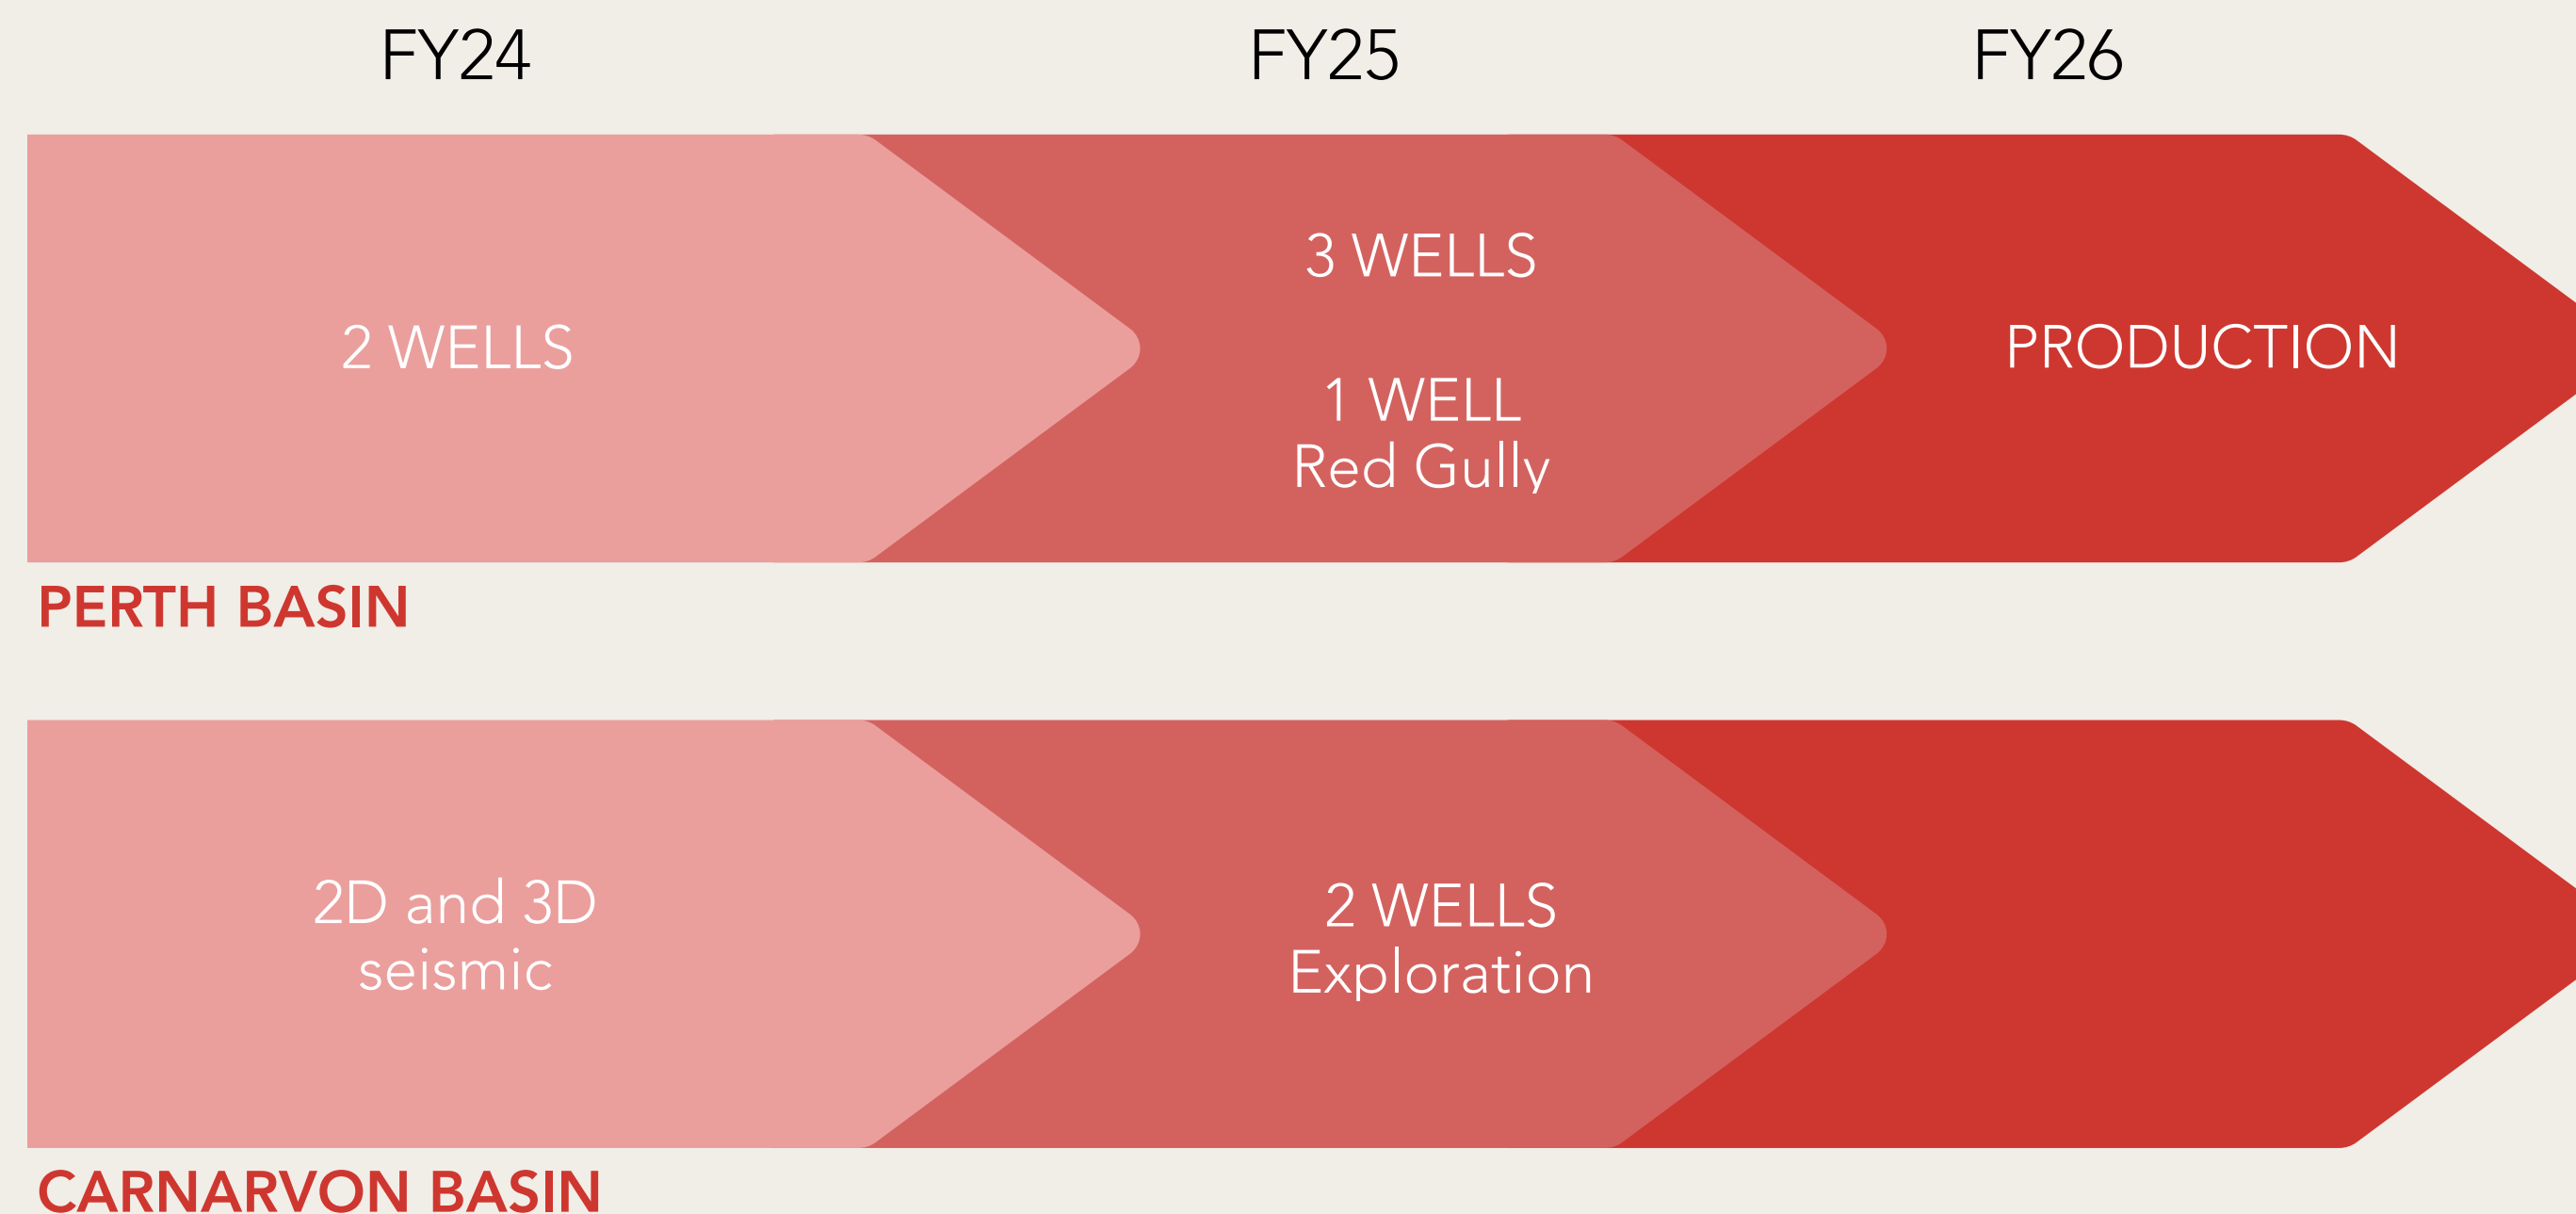 FY24
FY25
FY26
2 WELLS
3 WELLS
1 WELL
Red Gully
PRODUCTION
PERTH BASIN
2D and 3D
seismic
2 WELLS
Exploration
CARNARVON BASIN